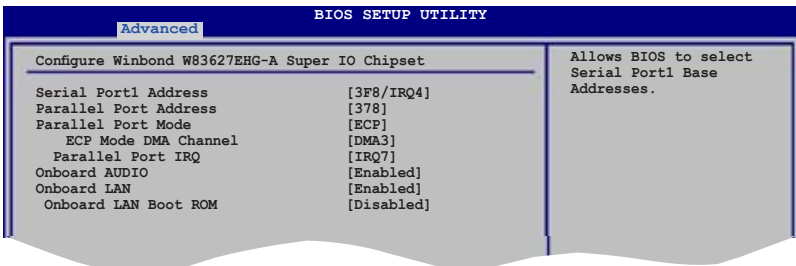 BIOS SETUP UTILITY
Advanced
Configure Winbond W83627EHG-A Super IO Chipset
Serial Port1 Address [3F8/IRQ4]
Parallel Port Address [378]
Parallel Port Mode [ECP]
ECP Mode DMA Channel [DMA3]
Parallel Port IRQ [IRQ7]
Onboard AUDIO [Enabled]
Onboard LAN [Enabled]
Onboard LAN Boot ROM [Disabled]
Allows BIOS to select
Serial Port1 Base
Addresses.